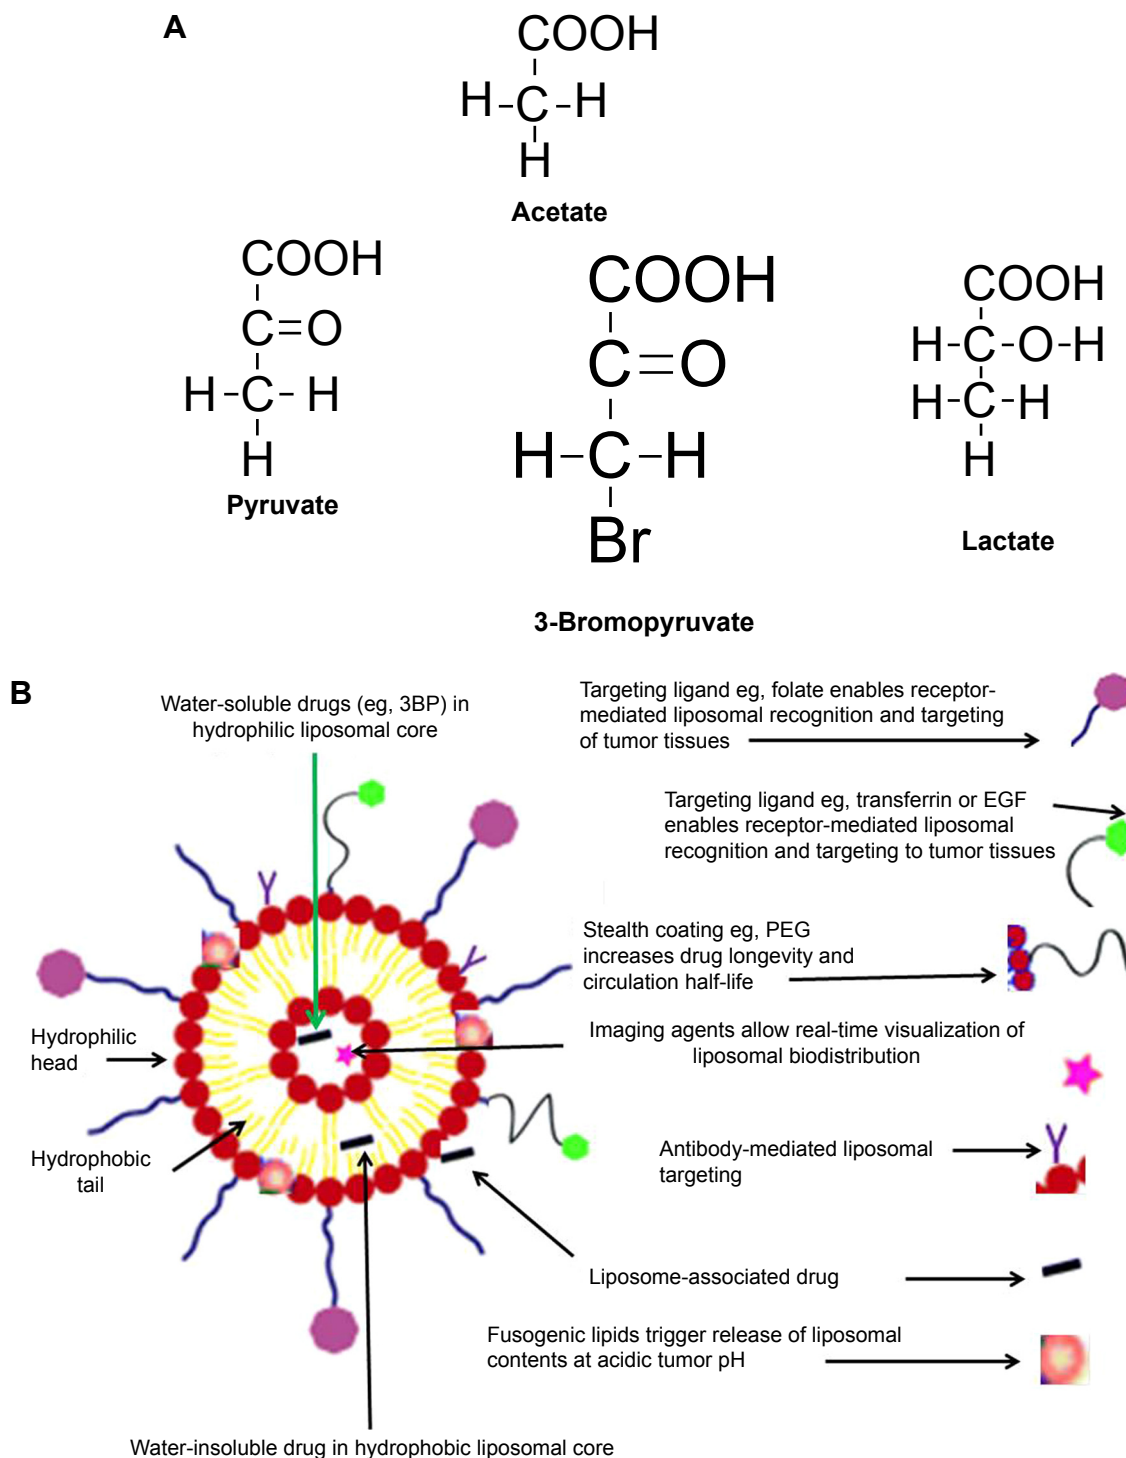 A
COOH
H-C-H
H
Acetate
COOH
C=O
H-C-H
H
Pyruvate
COOH
C=O
H-C-H
Br
3-Bromopyruvate
COOH
H-C-O-H
H-C-H
H
Lactate
B
Water-soluble drugs (eg, 3BP) in
hydrophilic liposomal core
Targeting ligand eg, folate enables receptor-
mediated liposomal recognition and targeting
of tumor tissues
Targeting ligand eg, transferrin or EGF
enables receptor-mediated liposomal
recognition and targeting to tumor tissues
Stealth coating eg, PEG
increases drug longevity and
circulation half-life
Imaging agents allow real-time visualization of
liposomal biodistribution
Hydrophilic
head
Hydrophobic
tail
Antibody-mediated liposomal
targeting
Liposome-associated drug
Fusogenic lipids trigger release of liposomal
contents at acidic tumor pH
Water-insoluble drug in hydrophobic liposomal core